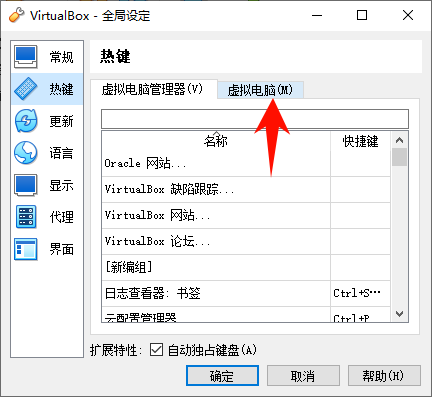 VirtualBox - 全局设定
常规
热键
更新
语言
显示
代理
界面
热键
虚拟电脑管理器(V)
虚拟电脑(M)
名称 快捷键
Oracle 网站...
VirtualBox 缺陷跟踪...
VirtualBox 网站...
VirtualBox 论坛...
[新编组]
日志查看器: 书签 Ctrl+S...
云配置管理器 Ctrl+P
扩展特性: 自动独占键盘(A)
确定 取消 帮助(H)